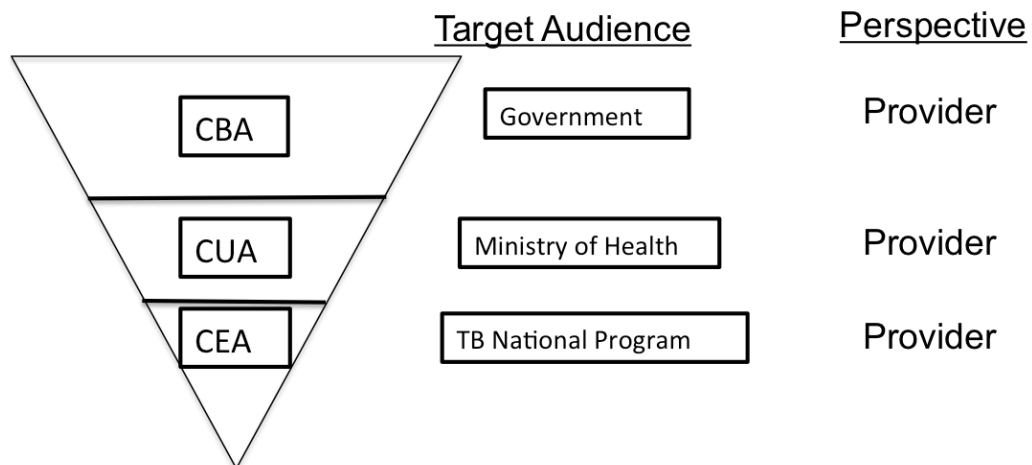 Target Audience Perspective
CBA Government Provider
CUA Ministry of Health Provider
CEA TB National Program Provider